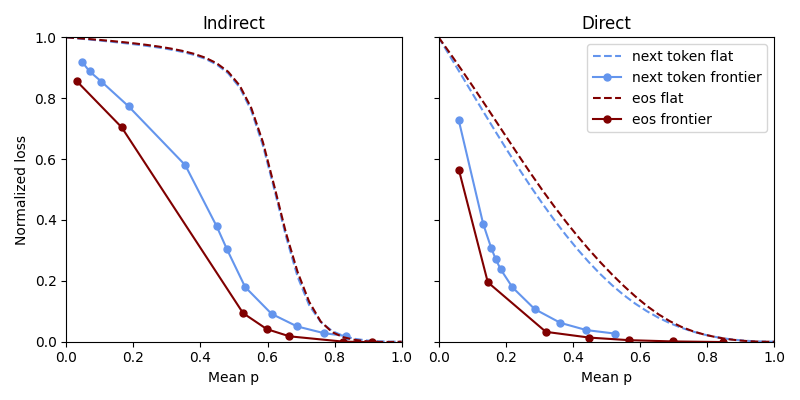 Indirect
Normalized loss
1.0
0.8
0.6
0.4
0.2
0.0
0.0 0.2 0.4 0.6 0.8 1.0
Mean p
Direct
next token flat
next token frontier
eos flat
eos frontier
0.0 0.2 0.4 0.6 0.8 1.0
Mean p